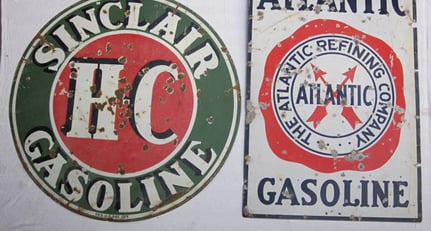 SINCLAIR
H-C
GASOLINE
ATLANTIC
THE ATLANTIC REFINING COMPANY
ATLANTIC
GASOLINE